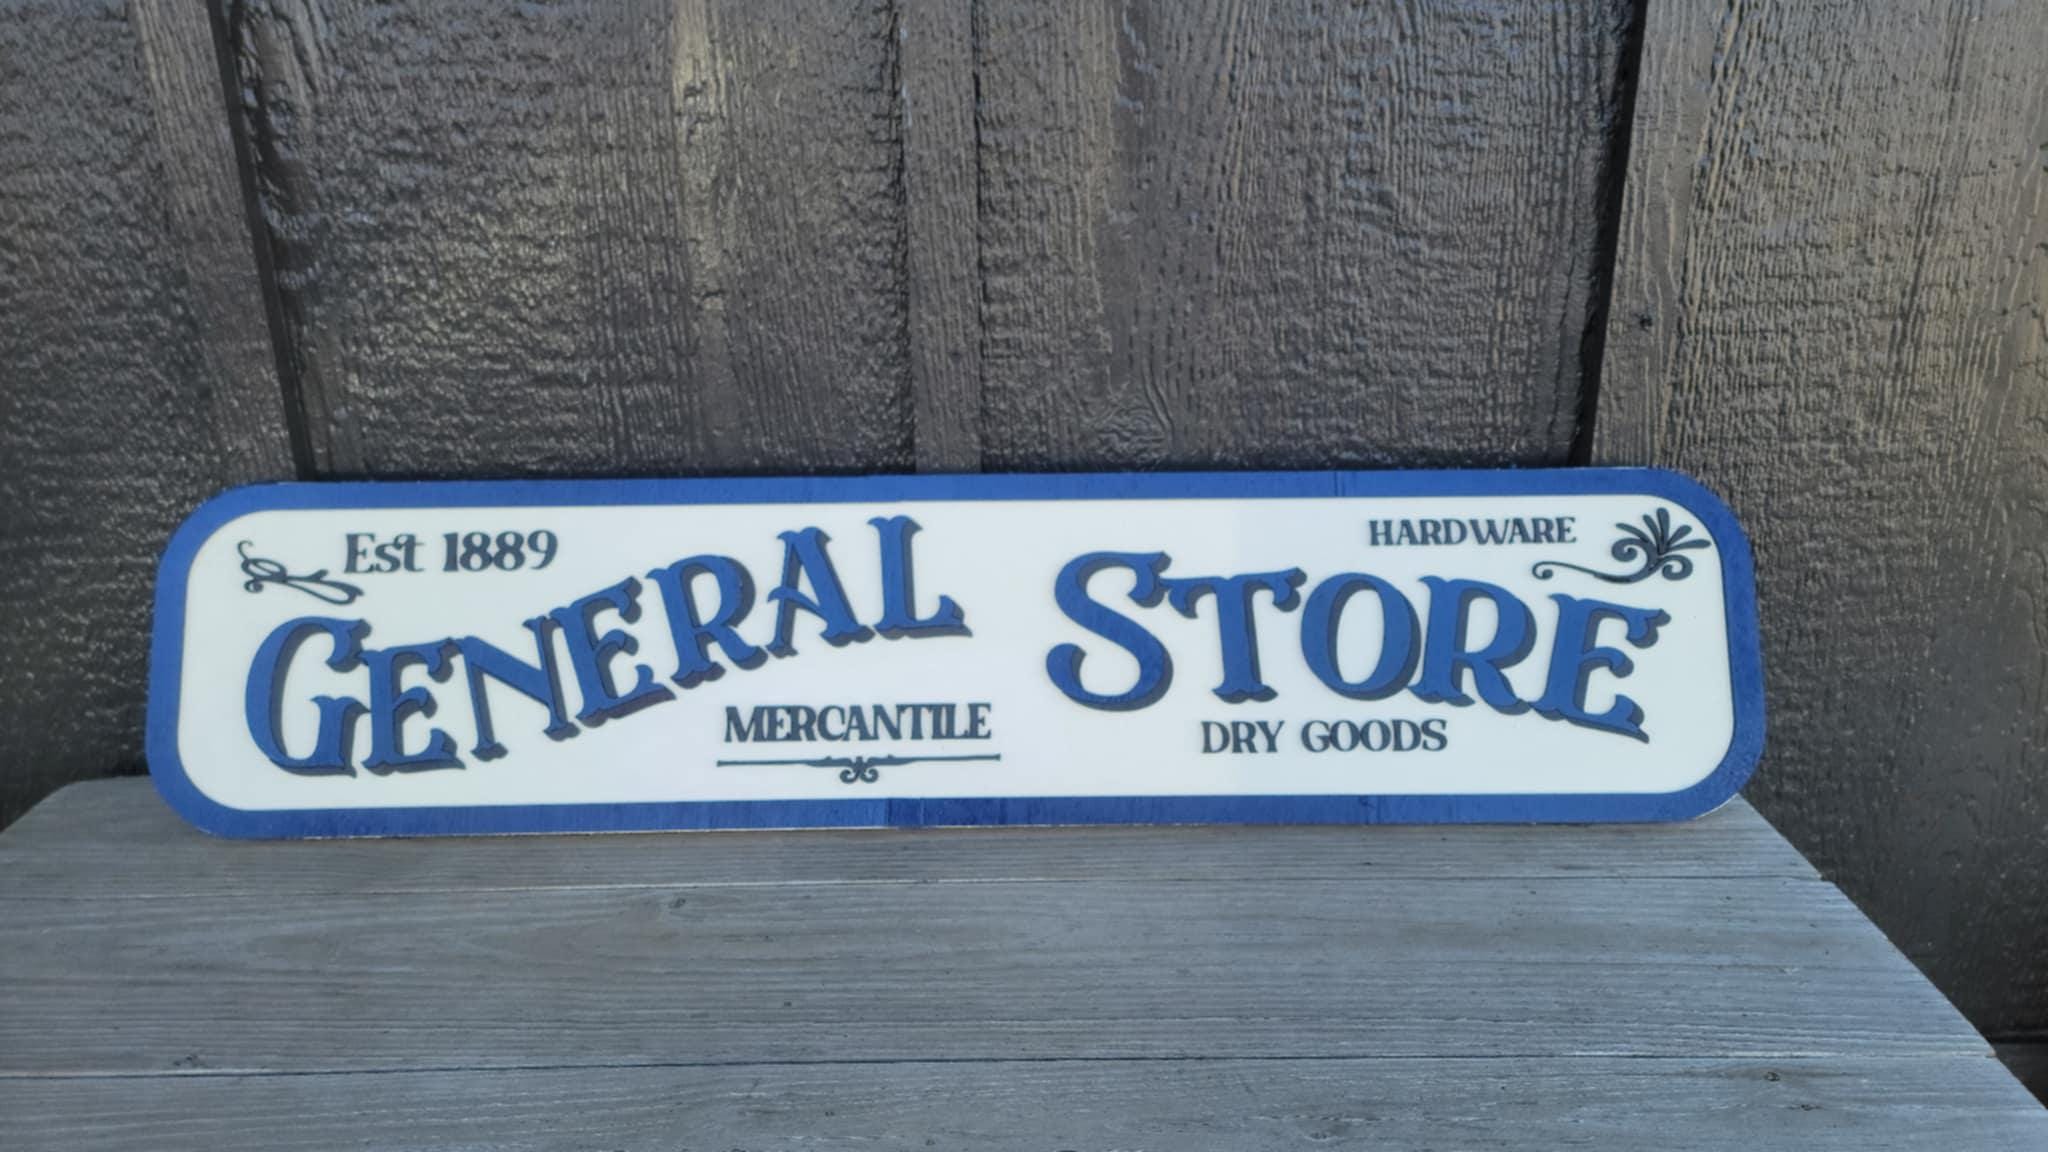 Est 1889
HARDWARE
GENERAL STORE
MERCANTILE
DRY GOODS